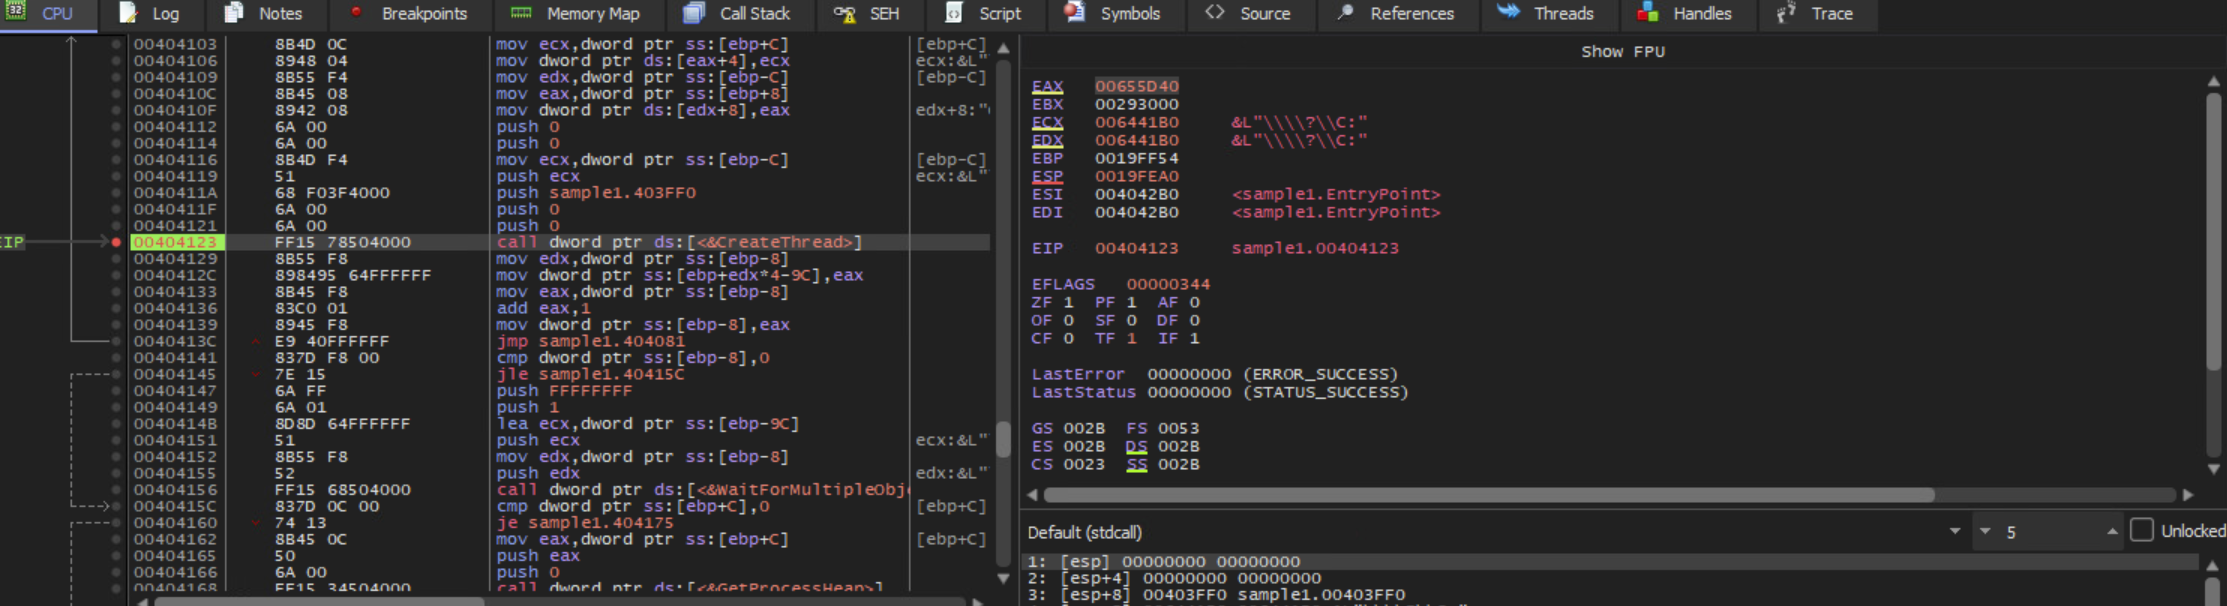 CPU Log Notes Breakpoints Memory Map Call Stack SEH Script Symbols Source References Threads Handles Trace
00404103 8B4D 0C mov ecx,dword ptr ss:[ebp+C] [ebp+C]
00404106 8948 04 mov dword ptr ds:[eax+4],ecx ecx:&L"
00404109 8B55 F4 mov edx,dword ptr ss:[ebp-C] [ebp-C]
0040410C 8B45 08 mov eax,dword ptr ss:[ebp+8]
0040410F 8942 08 mov dword ptr ds:[edx+8],eax edx+8:"
00404112 6A 00 push 0
00404114 6A 00 push 0
00404116 8B4D F4 mov ecx,dword ptr ss:[ebp-C] [ebp-C]
00404119 51 push ecx ecx:&L"
0040411A 68 F03F4000 push sample1.403FF0
0040411F 6A 00 push 0
00404121 6A 00 push 0
EIP 00404123 FF15 78504000 call dword ptr ds:[<&CreateThread>]
00404129 8B55 F8 mov edx,dword ptr ss:[ebp-8]
0040412C 898495 64FFFFFF mov dword ptr ss:[ebp+edx*4-9C],eax
00404133 8B45 F8 mov eax,dword ptr ss:[ebp-8]
00404136 83C0 01 add eax,1
00404139 8945 F8 mov dword ptr ss:[ebp-8],eax
0040413C E9 40FFFFFF jmp sample1.404081
00404141 837D F8 00 cmp dword ptr ss:[ebp-8],0
00404145 7E 15 jle sample1.40415C
00404147 6A FF push FFFFFFFF
00404149 6A 01 push 1
0040414B 8D8D 64FFFFFF lea ecx,dword ptr ss:[ebp-9C]
00404151 51 push ecx ecx:&L"
00404152 8B55 F8 mov edx,dword ptr ss:[ebp-8]
00404155 52 push edx edx:&L"
00404156 FF15 68504000 call dword ptr ds:[<&WaitForMultipleObj
0040415C 837D 0C 00 cmp dword ptr ss:[ebp+C],0 [ebp+C]
00404160 74 13 je sample1.404175
00404162 8B45 0C mov eax,dword ptr ss:[ebp+C] [ebp+C]
00404165 50 push eax
00404166 6A 00 push 0
00404168 FF15 34504000 call dword ptr ds:[<&GetProcessHeap>]
Show FPU
EAX 00655D40
EBX 00293000
ECX 006441B0 &L"\\\\?\\C:"
EDX 006441B0 &L"\\\\?\\C:"
EBP 0019FF54
ESP 0019FEA0
ESI 004042B0 <sample1.EntryPoint>
EDI 004042B0 <sample1.EntryPoint>
EIP 00404123 sample1.00404123
EFLAGS 00000344
ZF 1 PF 1 AF 0
OF 0 SF 0 DF 0
CF 0 TF 1 IF 1
LastError 00000000 (ERROR_SUCCESS)
LastStatus 00000000 (STATUS_SUCCESS)
GS 002B FS 0053
ES 002B DS 002B
CS 0023 SS 002B
Default (stdcall) 5 Unlocked
1: [esp] 00000000 00000000
2: [esp+4] 00000000 00000000
3: [esp+8] 00403FF0 sample1.00403FF0